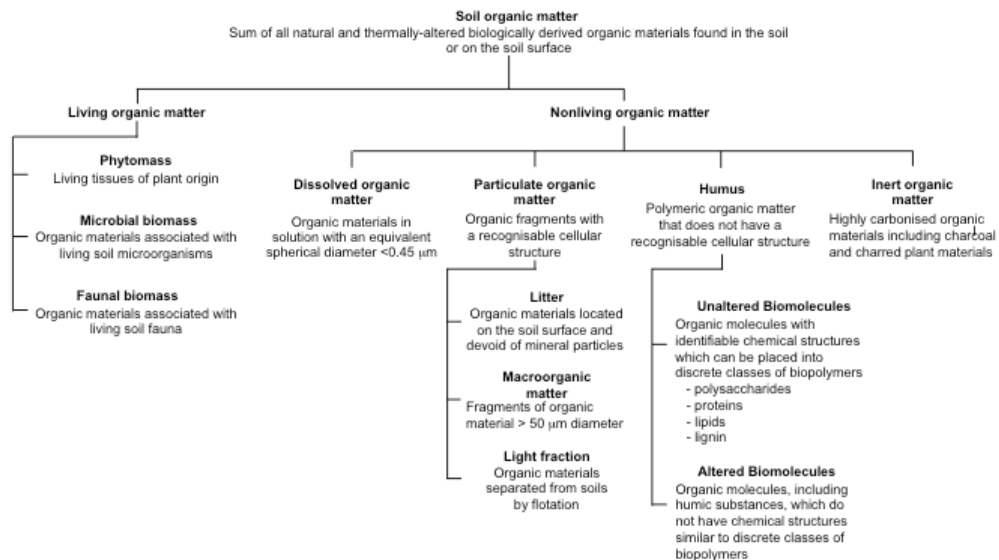 Soil organic matter
Sum of all natural and thermally-altered biologically derived organic materials found in the soil
or on the soil surface
Living organic matter
Nonliving organic matter
Phytomass
Living tissues of plant origin
Microbial biomass
Organic materials associated with
living soil microorganisms
Faunal biomass
Organic materials associated with
living soil fauna
Dissolved organic
matter
Organic materials in
solution with an equivalent
spherical diameter <0.45 μm
Particulate organic
matter
Organic fragments with
a recognisable cellular
structure
Litter
Organic materials located
on the soil surface and
devoid of mineral particles
Macroorganic
matter
Fragments of organic
material > 50 μm diameter
Light fraction
Organic materials
separated from soils
by flotation
Humus
Polymeric organic matter
that does not have a
recognisable cellular structure
Unaltered Biomolecules
Organic molecules with
identifiable chemical structures
which can be placed into
discrete classes of biopolymers
- polysaccharides
- proteins
- lipids
- lignin
Altered Biomolecules
Organic molecules, including
humic substances, which do
not have chemical structures
similar to discrete classes of
biopolymers
Inert organic
matter
Highly carbonised organic
materials including charcoal
and charred plant materials